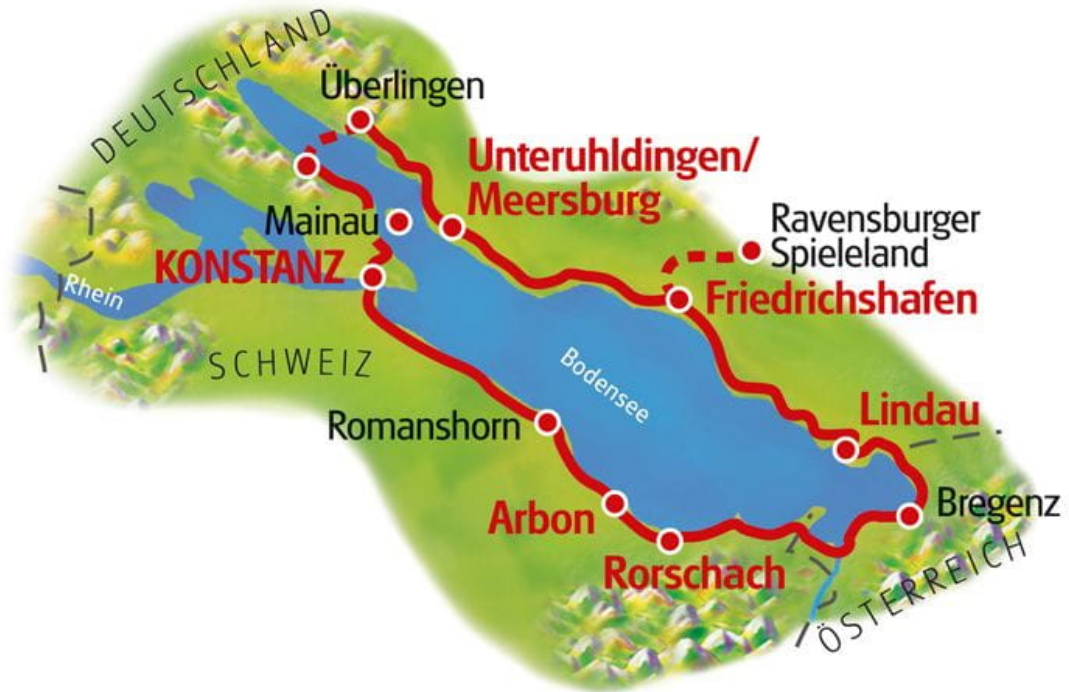 DEUTSCHLAND
Überlingen
Unteruhldingen/
Meersburg
Mainau
Ravensburger
Spieleland
KONSTANZ
Friedrichshafen
Rhein
SCHWEIZ
Bodensee
Romanshorn
Lindau
Arbon
Bregenz
Rorschach
ÖSTERREICH